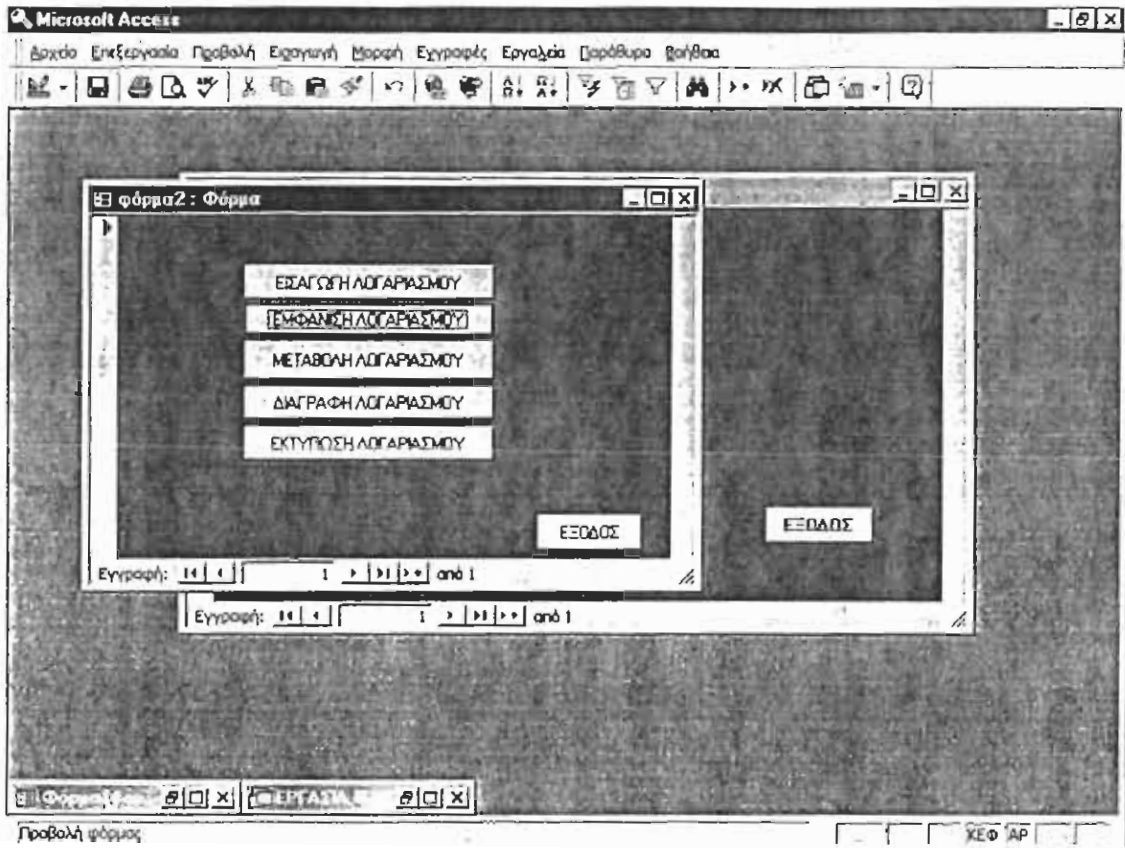 Microsoft Access
Αρχείο Επεξεργασία Προβολή Εισαγωγή Μορφή Εγγραφές Εργαλεία Παράθυρο Βοήθεια
φόρμα2 : Φόρμα
ΕΙΣΑΓΩΓΗ ΛΟΓΑΡΙΑΣΜΟΥ
ΕΜΦΑΝΙΣΗ ΛΟΓΑΡΙΑΣΜΟΥ
ΜΕΤΑΒΟΛΗ ΛΟΓΑΡΙΑΣΜΟΥ
ΔΙΑΓΡΑΦΗ ΛΟΓΑΡΙΑΣΜΟΥ
ΕΚΤΥΠΩΣΗ ΛΟΓΑΡΙΑΣΜΟΥ
ΕΞΟΔΟΣ
ΕΞΟΔΟΣ
Εγγραφή: 1 από 1
Εγγραφή: 1 από 1
ΕΡΓΑΣΙΑ
Προβολή φόρμας
ΚΕΦ ΑΡ